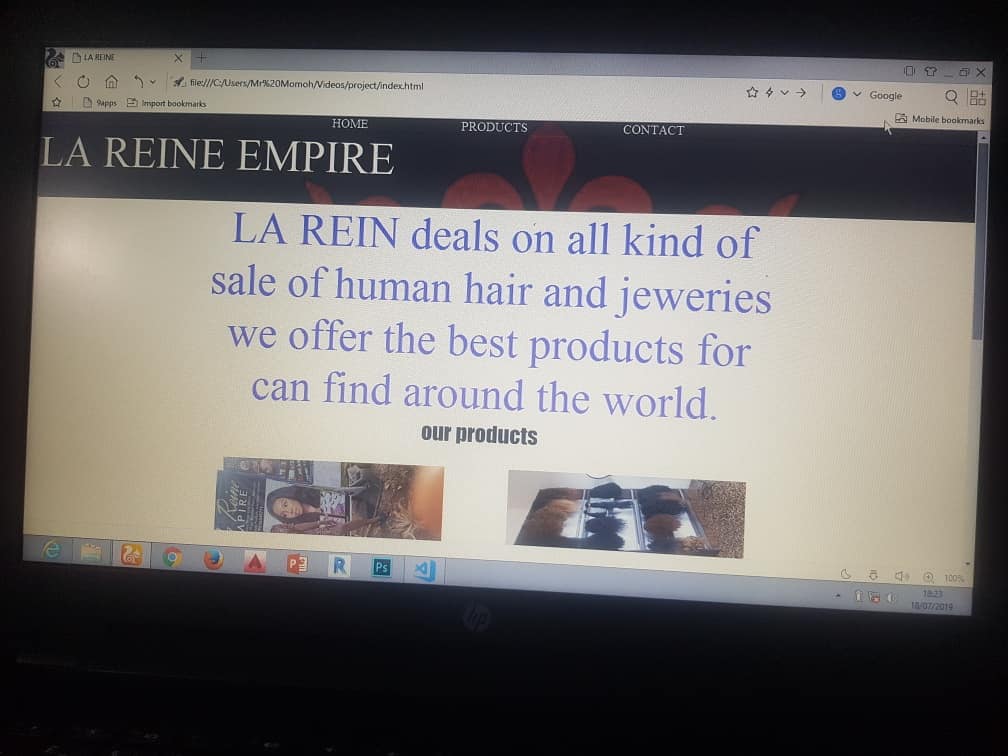 LA REINE
file:///C:/Users/Mr%20Momoh/Videos/project/index.html
Google
9apps
Import bookmarks
Mobile bookmarks
HOME PRODUCTS CONTACT
LA REINE EMPIRE
LA REIN deals on all kind of
sale of human hair and jeweries
we offer the best products for
can find around the world.
our products
Reine
100%
18:23
18/07/2019
hp